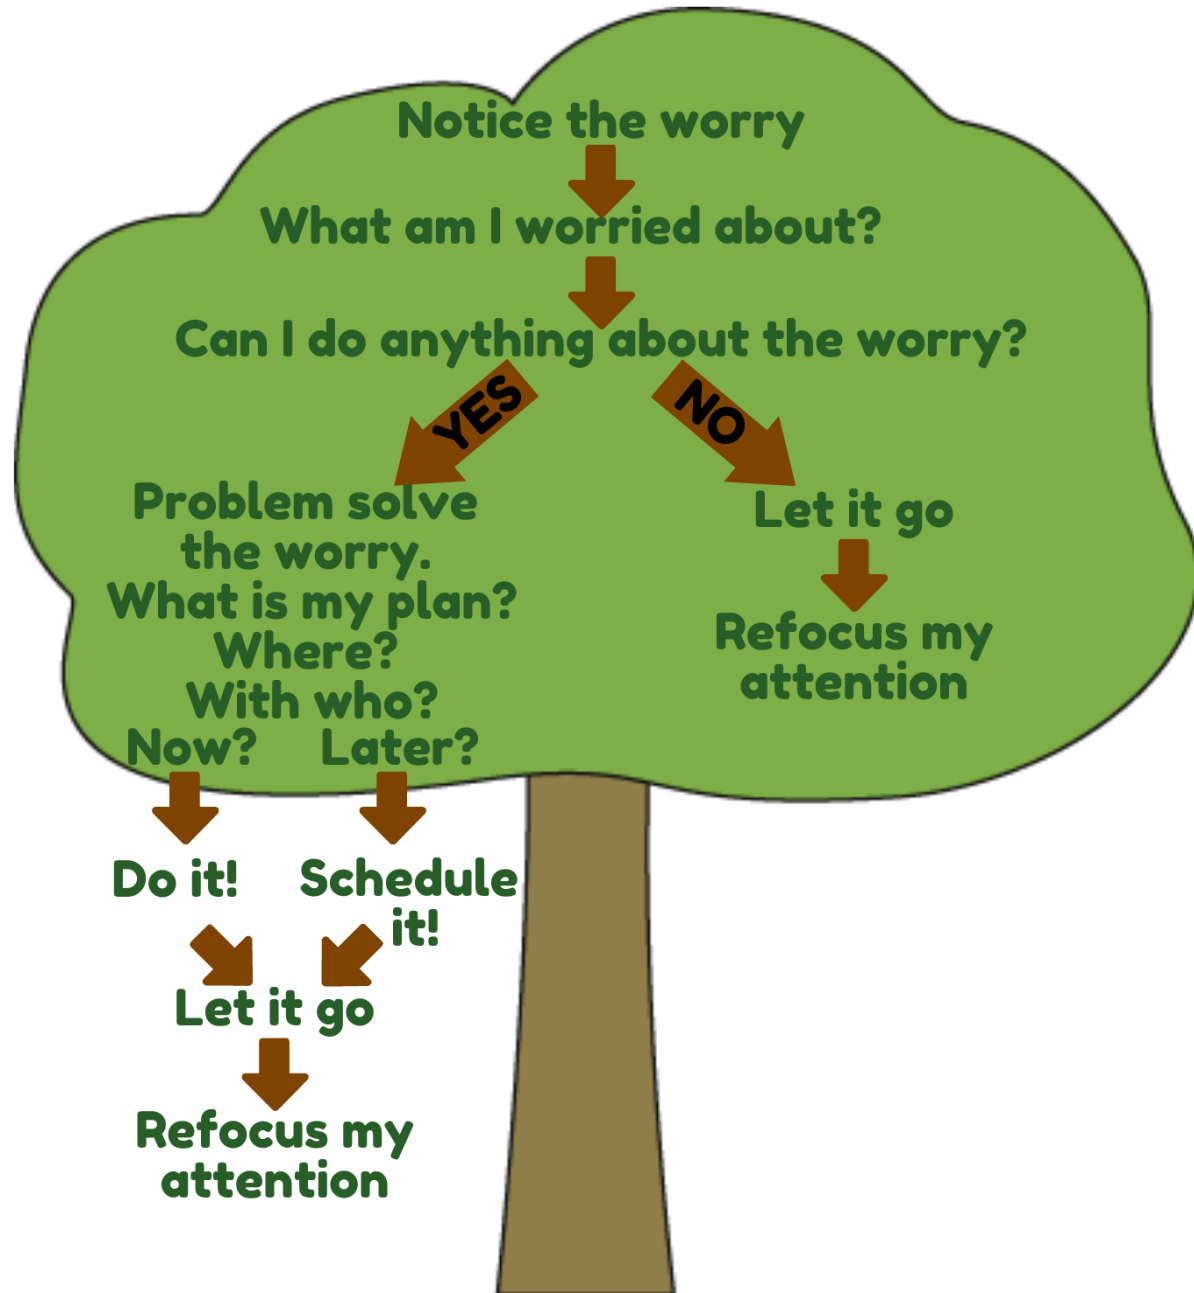 Notice the worry
What am I worried about?
Can I do anything about the worry?
YES
NO
Problem solve
the worry.
What is my plan?
Where?
With who?
Now? Later?
Do it!
Schedule
it!
Let it go
Refocus my
attention
Let it go
Refocus my
attention